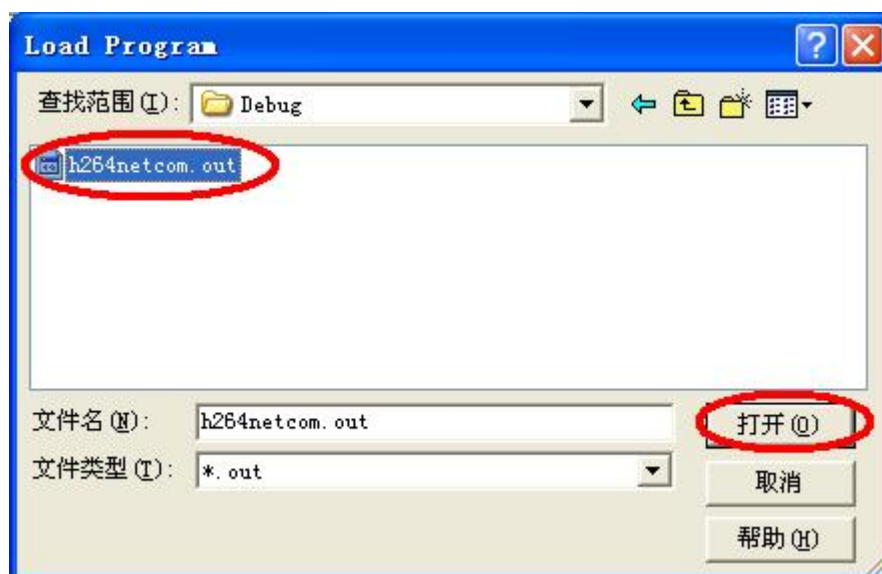 Load Program
查找范围(I): Debug
h264netcom.out
文件名(N): h264netcom.out
打开(O)
文件类型(T): *.out
取消
帮助(H)